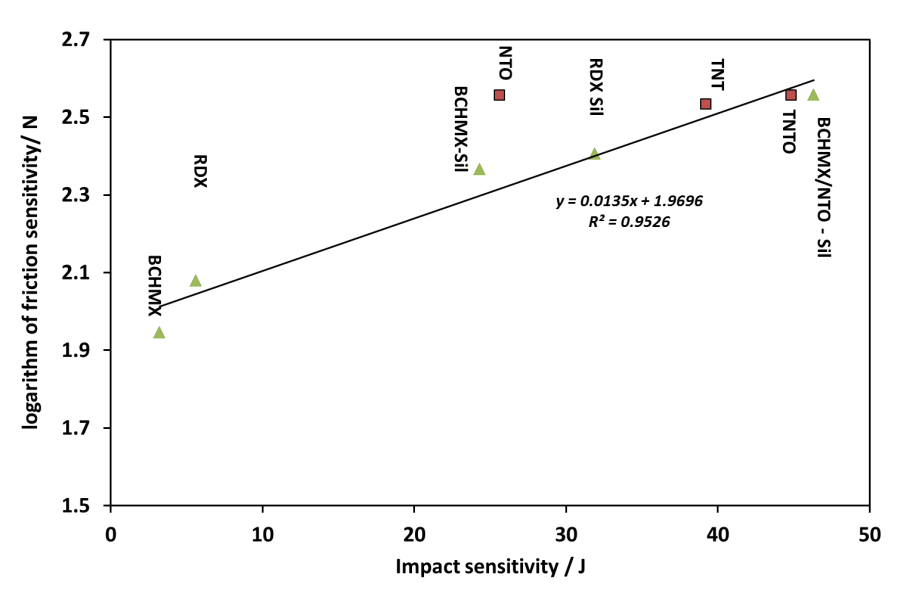 2.7
2.5
2.3
2.1
1.9
1.7
1.5
0
10
20
30
40
50
logarithm of friction sensitivity/ N
Impact sensitivity / J
BCHMX
RDX
BCHMX-Sil
NTO
RDX Sil
TNT
TNTO
BCHMX/NTO - Sil
y = 0.0135x + 1.9696
R² = 0.9526